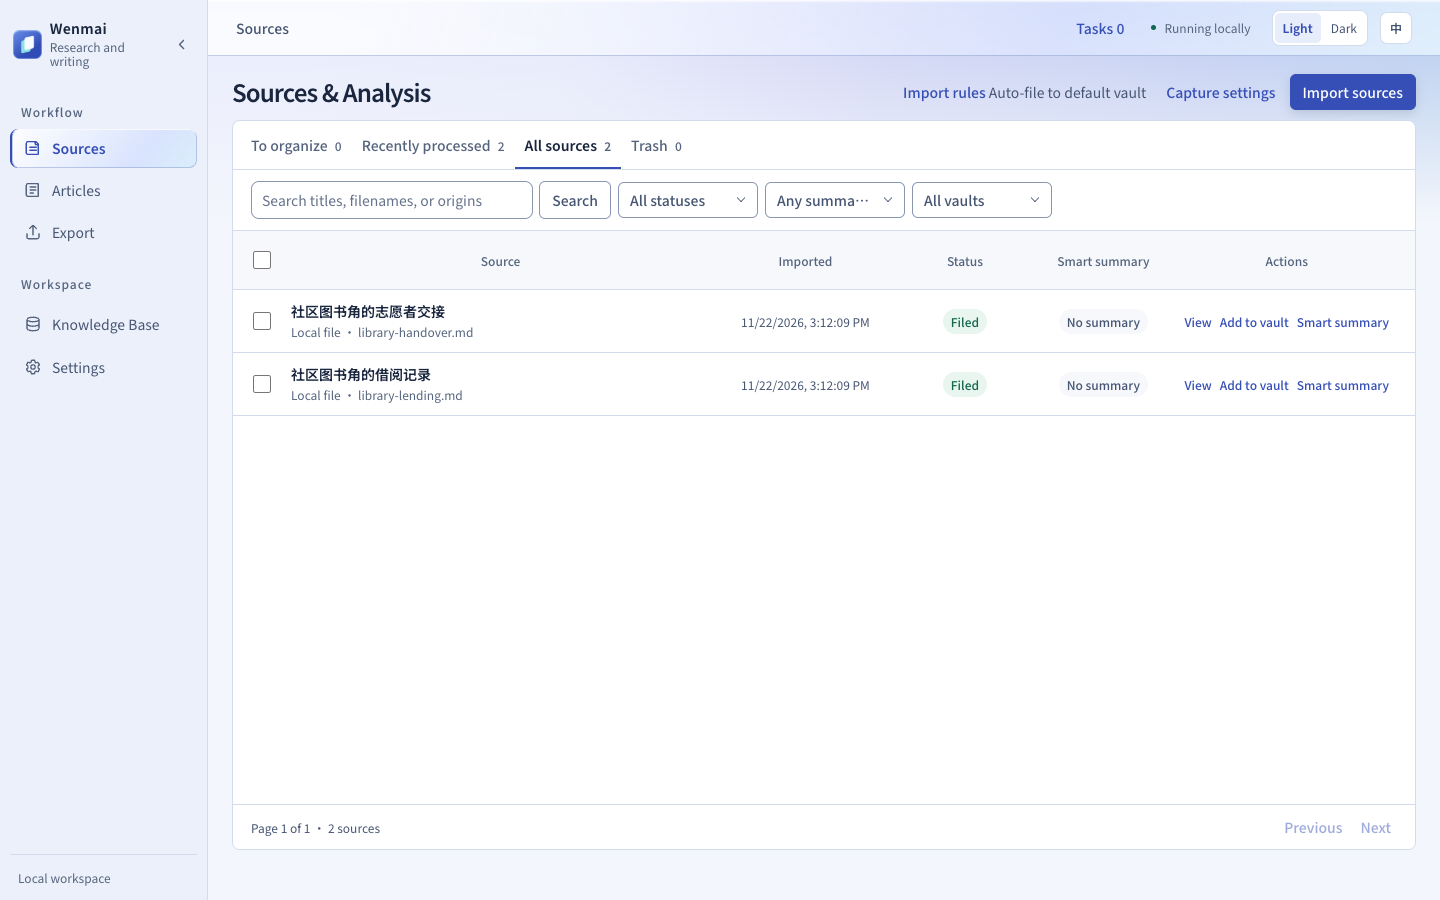 Wenmai
Research and
writing
Workflow
Sources
Articles
Export
Workspace
Knowledge Base
Settings
Local workspace
Sources
Tasks 0
Running locally
Light
Dark
中
Sources & Analysis
Import rules Auto-file to default vault
Capture settings
Import sources
To organize 0
Recently processed 2
All sources 2
Trash 0
Search titles, filenames, or origins
Search
All statuses
Any summa···
All vaults
Source
Imported
Status
Smart summary
Actions
社区图书角的志愿者交接
Local file · library-handover.md
11/22/2026, 3:12:09 PM
Filed
No summary
View Add to vault Smart summary
社区图书角的借阅记录
Local file · library-lending.md
11/22/2026, 3:12:09 PM
Filed
No summary
View Add to vault Smart summary
Page 1 of 1 · 2 sources
Previous
Next